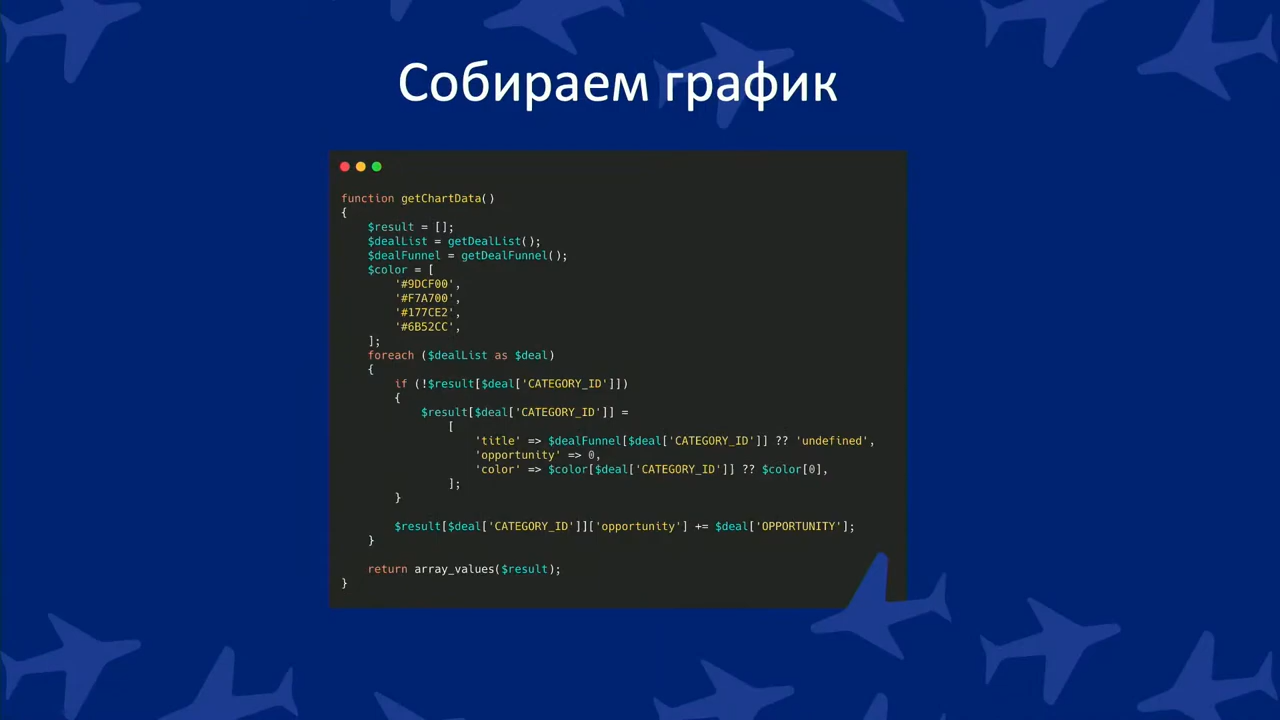 Собираем график
function getChartData()
{
    $result = [];
    $dealList = getDealList();
    $dealFunnel = getDealFunnel();
    $color = [
        '#9DCF00',
        '#F7A700',
        '#177CE2',
        '#6B52CC',
    ];
    foreach ($dealList as $deal)
    {
        if (!$result[$deal['CATEGORY_ID']])
        {
            $result[$deal['CATEGORY_ID']] =
                [
                    'title' => $dealFunnel[$deal['CATEGORY_ID']] ?? 'undefined',
                    'opportunity' => 0,
                    'color' => $color[$deal['CATEGORY_ID']] ?? $color[0],
                ];
        }
        $result[$deal['CATEGORY_ID']]['opportunity'] += $deal['OPPORTUNITY'];
    }
    return array_values($result);
}